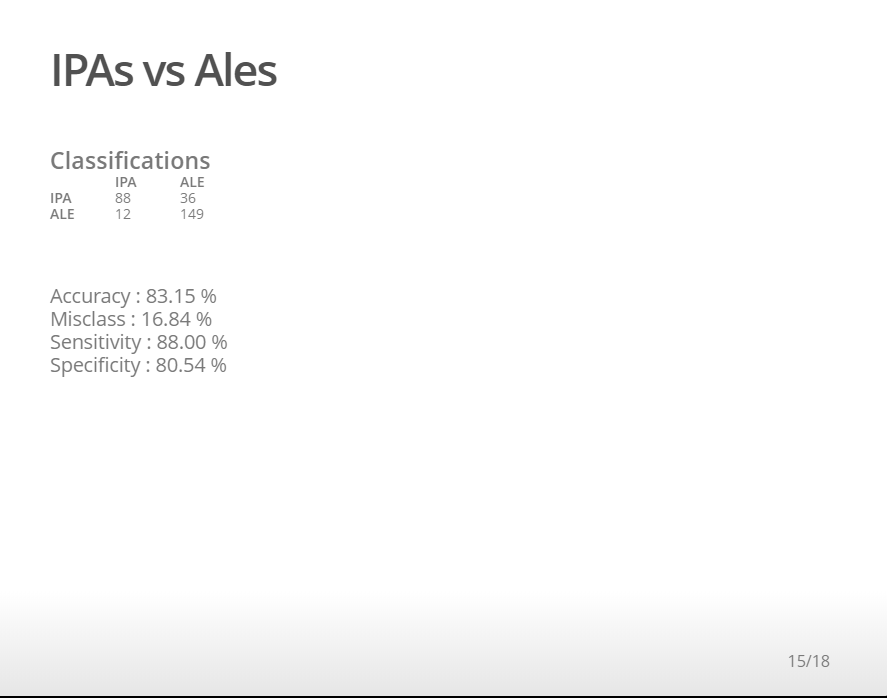 IPAs vs Ales
Classifications
IPA ALE
IPA 88 36
ALE 12 149
Accuracy : 83.15 %
Misclass : 16.84 %
Sensitivity : 88.00 %
Specificity : 80.54 %
15/18